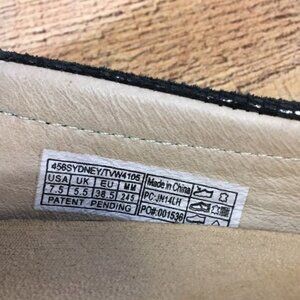 456SYDNEY/TVW4105
USA UK EU MM
7.5 5.5 38.5 245
PATENT PENDING
Made in China
PC:JH14LH
PO#:001536